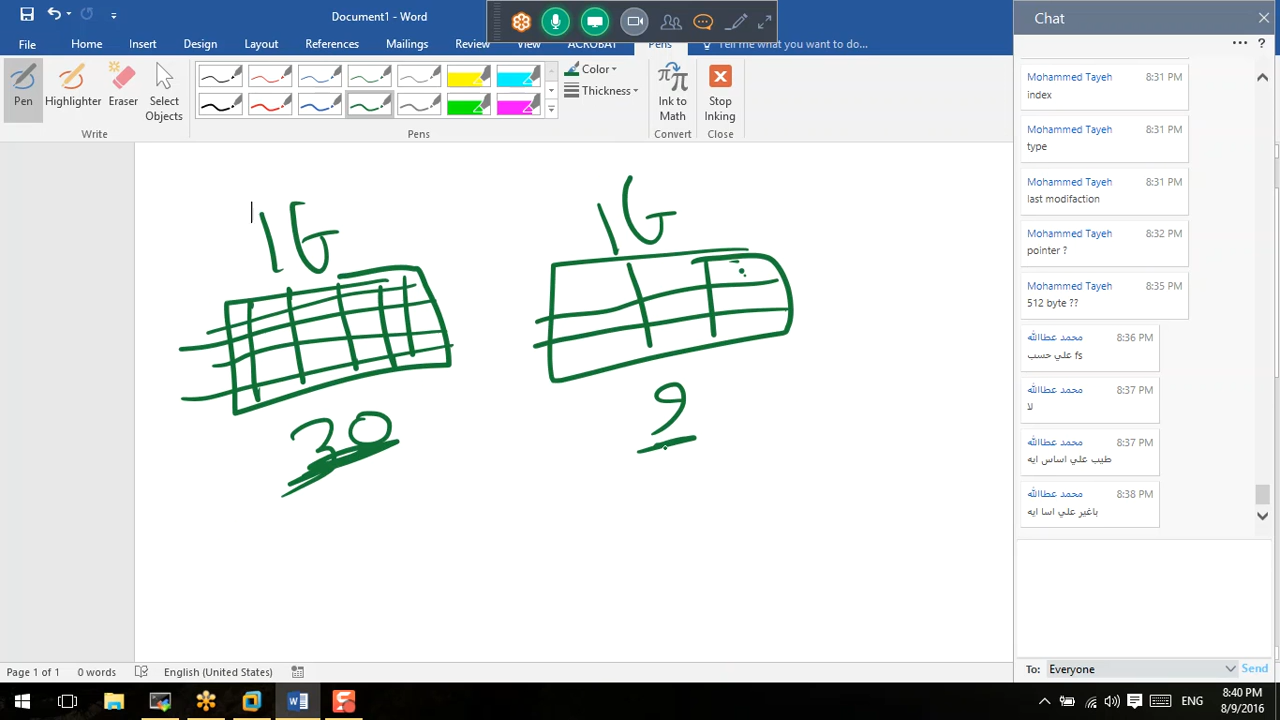 Document1 - Word
File
Home
Insert
Design
Layout
References
Mailings
Review
View
ACROBAT
Pens
Tell me what you want to do...
Pen
Highlighter
Eraser
Select Objects
Color
Thickness
Ink to Math
Stop Inking
Write
Pens
Convert
Close
1G
1G
30
9
Chat
Mohammed Tayeh 8:31 PM
index
Mohammed Tayeh 8:31 PM
type
Mohammed Tayeh 8:31 PM
last modifaction
Mohammed Tayeh 8:32 PM
pointer ?
Mohammed Tayeh 8:35 PM
512 byte ??
محمد عطاالله 8:36 PM
علي حسب fs
محمد عطاالله 8:37 PM
لا
محمد عطاالله 8:37 PM
طيب علي اساس ايه
محمد عطاالله 8:38 PM
باغير علي اسا ايه
To: Everyone
Send
Page 1 of 1
0 words
English (United States)
ENG
8:40 PM
8/9/2016